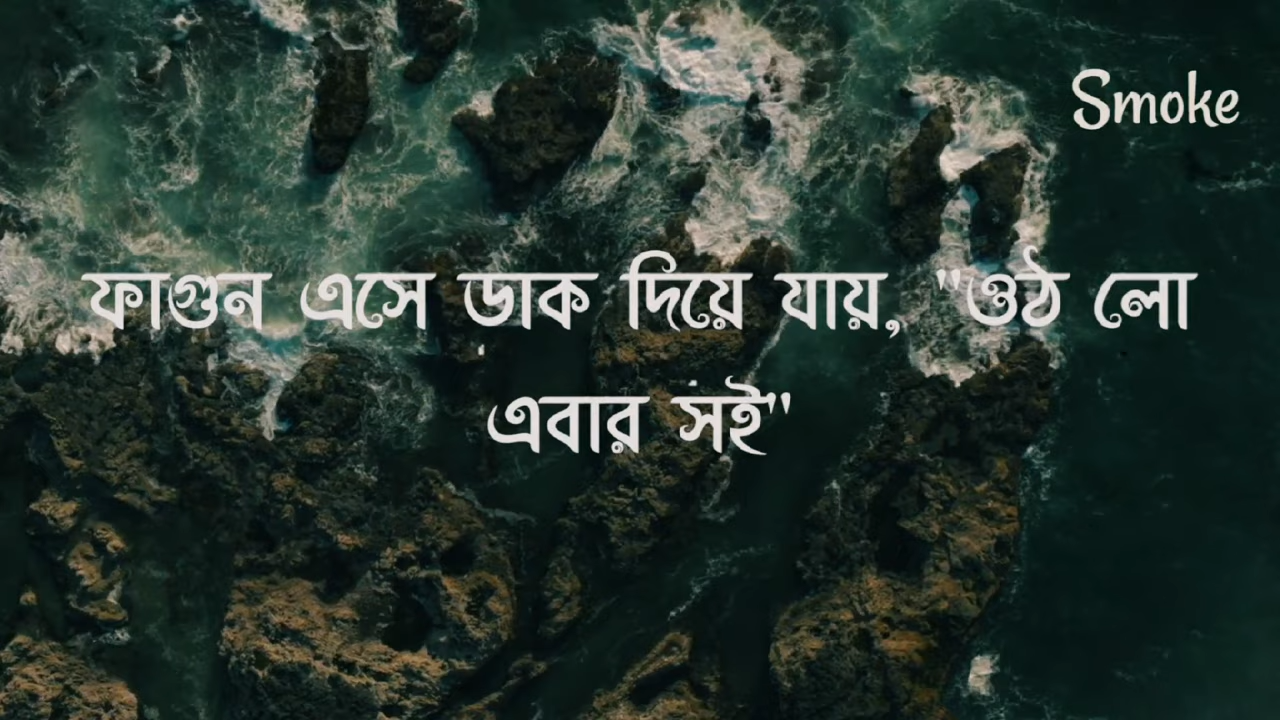 Smoke
ফাগুন এসে ডাক দিয়ে যায়, "ওঠ লো
এবার সই"